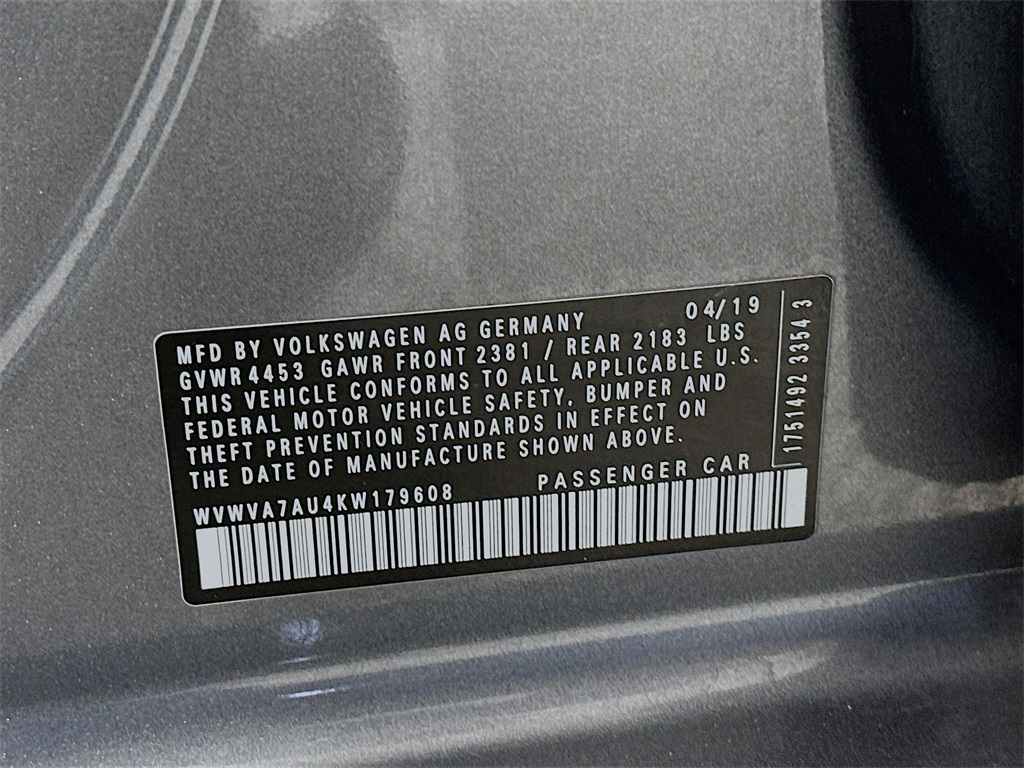 MFD BY VOLKSWAGEN AG GERMANY 04/19
GVWR 4453 GAWR FRONT 2381 / REAR 2183 LBS
THIS VEHICLE CONFORMS TO ALL APPLICABLE U.S.
FEDERAL MOTOR VEHICLE SAFETY, BUMPER AND
THEFT PREVENTION STANDARDS IN EFFECT ON
THE DATE OF MANUFACTURE SHOWN ABOVE.
WVWVA7AU4KW179608 PASSENGER CAR
1751492 3354 3